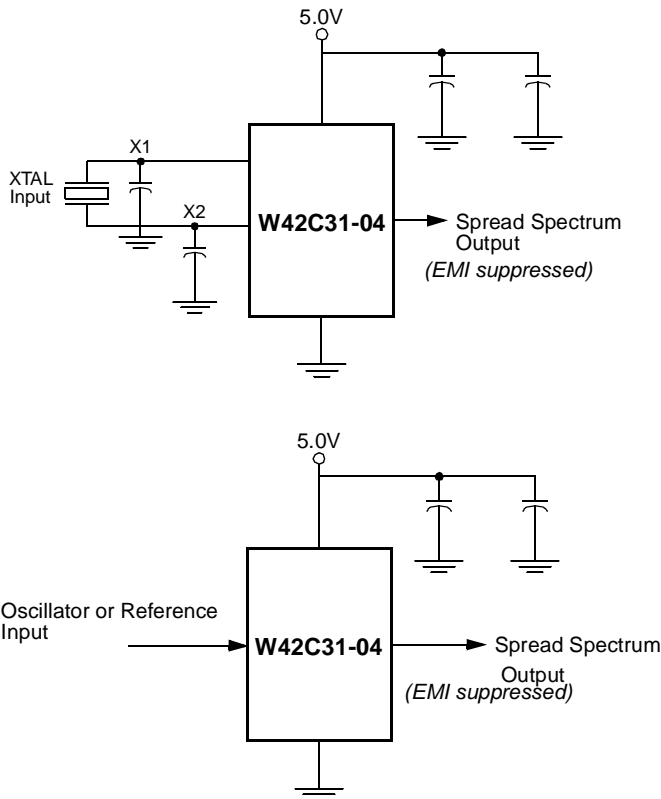 5.0V
X1
XTAL
Input
X2
W42C31-04
Spread Spectrum
Output
(EMI suppressed)
5.0V
Oscillator or Reference
Input
W42C31-04
Spread Spectrum
Output
(EMI suppressed)